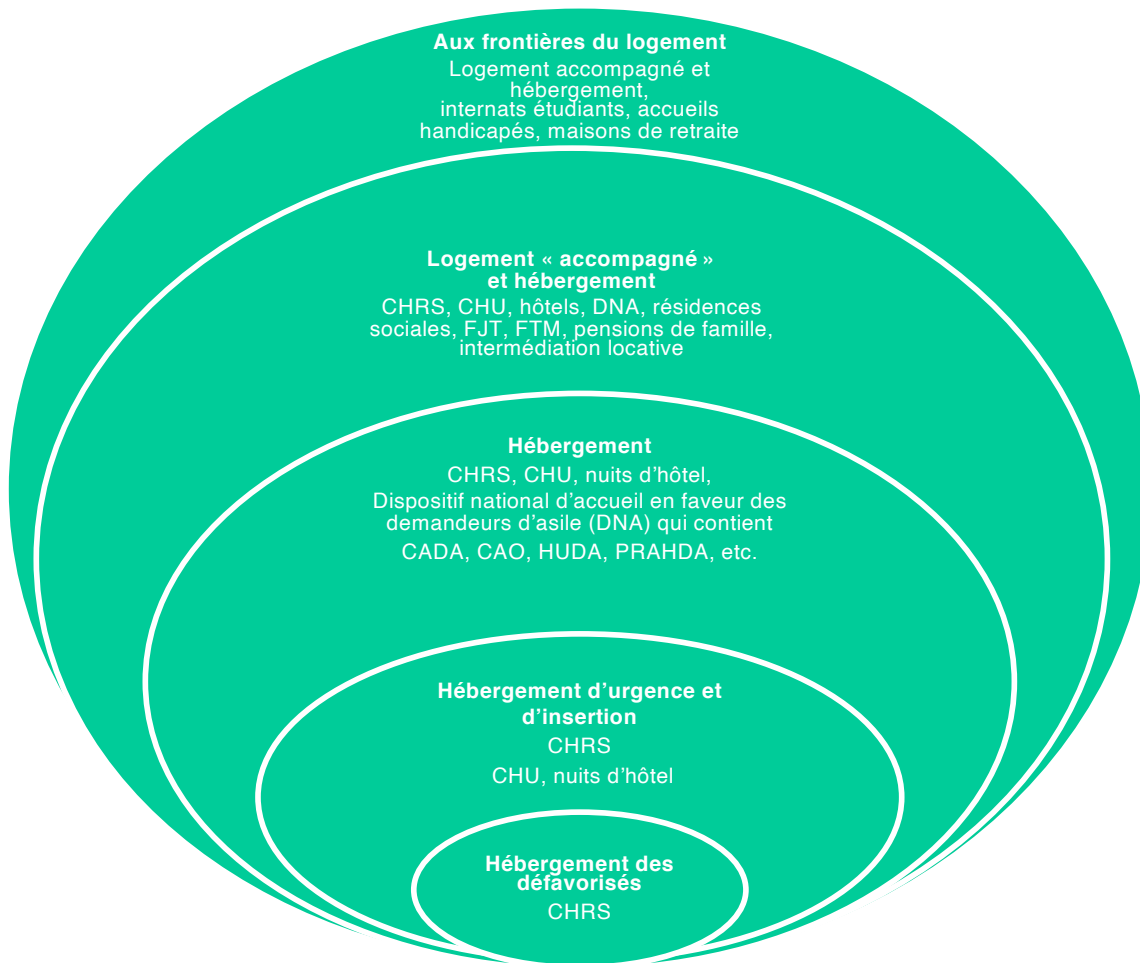 Aux frontières du logement
Logement accompagné et
hébergement,
internats étudiants, accueils
handicapés, maisons de retraite
Logement « accompagné »
et hébergement
CHRS, CHU, hôtels, DNA, résidences
sociales, FJT, FTM, pensions de famille,
intermédiation locative
Hébergement
CHRS, CHU, nuits d’hôtel,
Dispositif national d’accueil en faveur des
demandeurs d’asile (DNA) qui contient
CADA, CAO, HUDA, PRAHDA, etc.
Hébergement d’urgence et
d’insertion
CHRS
CHU, nuits d’hôtel
Hébergement des
défavorisés
CHRS